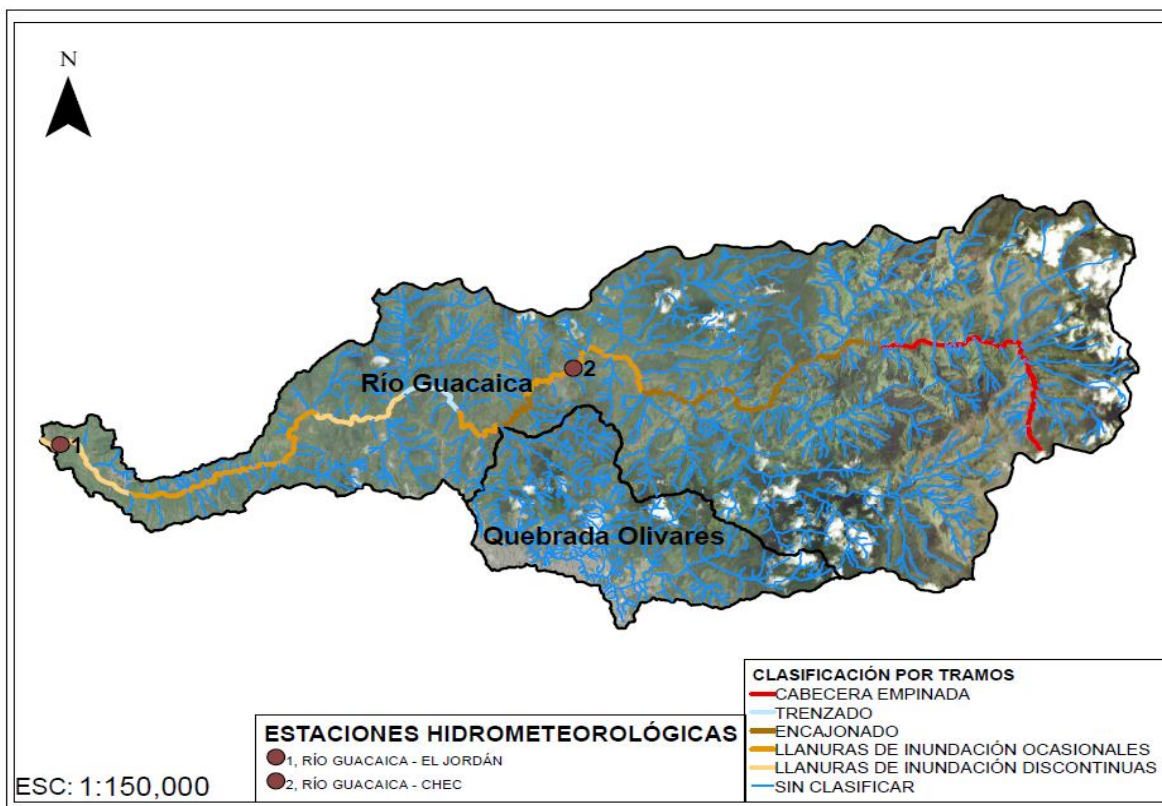 N
Río Guacaica
2
1
Quebrada Olivares
ESTACIONES HIDROMETEOROLÓGICAS
1, RÍO GUACAICA - EL JORDÁN
2, RÍO GUACAICA - CHEC
ESC: 1:150,000
CLASIFICACIÓN POR TRAMOS
CABECERA EMPINADA
TRENZADO
ENCAJONADO
LLANURAS DE INUNDACIÓN OCASIONALES
LLANURAS DE INUNDACIÓN DISCONTINUAS
SIN CLASIFICAR